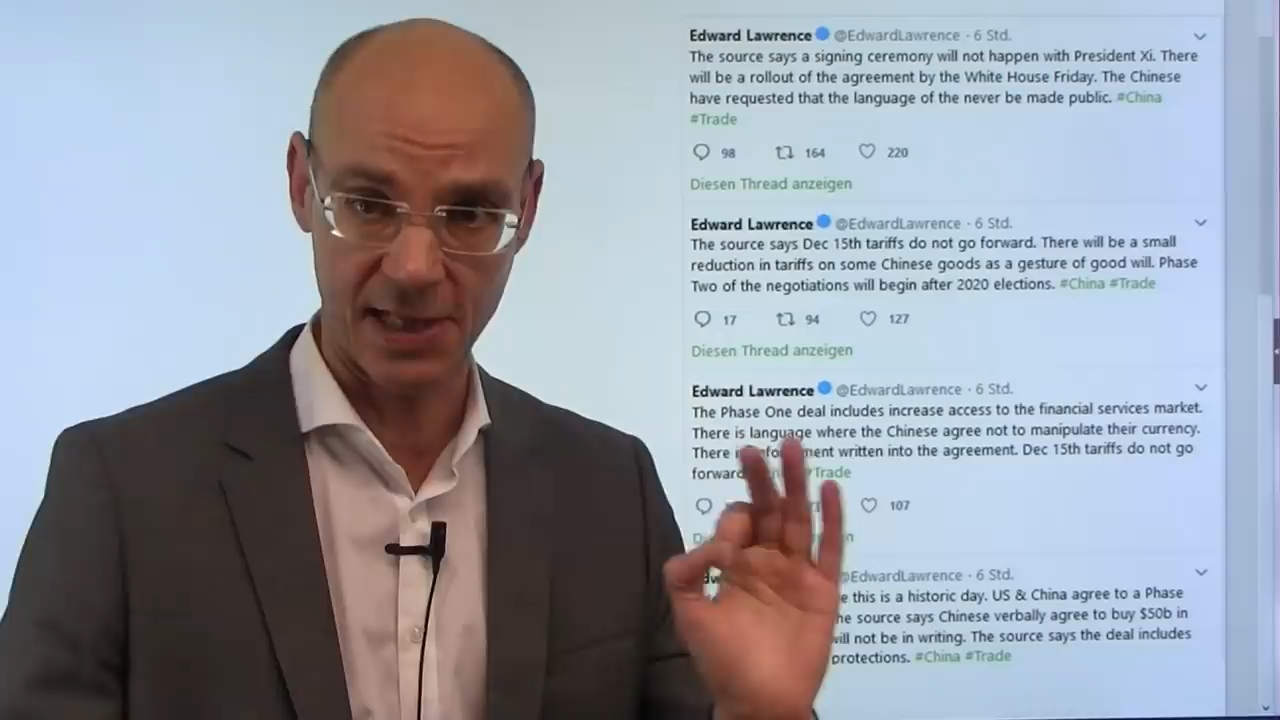 Edward Lawrence @EdwardLawrence · 6 Std.
The source says a signing ceremony will not happen with President Xi. There
will be a rollout of the agreement by the White House Friday. The Chinese
have requested that the language of the never be made public. #China
#Trade
98 164 220
Diesen Thread anzeigen
Edward Lawrence @EdwardLawrence · 6 Std.
The source says Dec 15th tariffs do not go forward. There will be a small
reduction in tariffs on some Chinese goods as a gesture of good will. Phase
Two of the negotiations will begin after 2020 elections. #China #Trade
17 94 127
Diesen Thread anzeigen
Edward Lawrence @EdwardLawrence · 6 Std.
The Phase One deal includes increase access to the financial services market.
There is language where the Chinese agree not to manipulate their currency.
There written into the agreement. Dec 15th tariffs do not go
forward #Trade
107
@EdwardLawrence · 6 Std.
this is a historic day. US & China agree to a Phase
source says Chinese verbally agree to buy $50b in
will not be in writing. The source says the deal includes
protections. #China #Trade